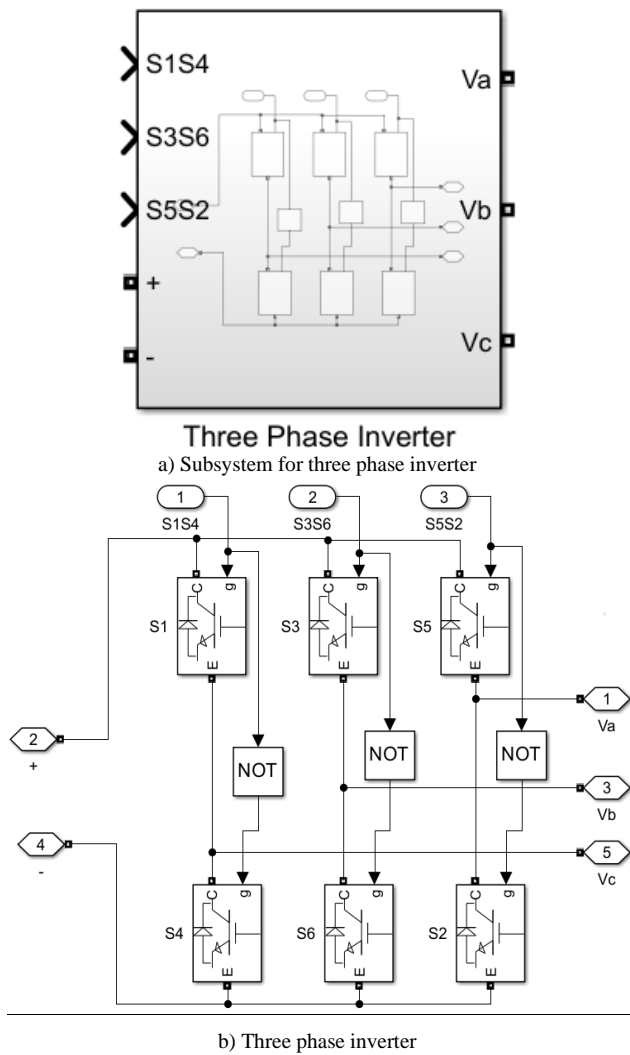 S1S4
Va
S3S6
S5S2
Vb
+
-
Vc
Three Phase Inverter
a) Subsystem for three phase inverter
1 2 3
S1S4 S3S6 S5S2
C g C g C g
S1 S3 S5
E E E
1
Va
2
+
NOT NOT NOT
3
Vb
4
-
5
Vc
C g C g C g
S4 S6 S2
E E E
b) Three phase inverter